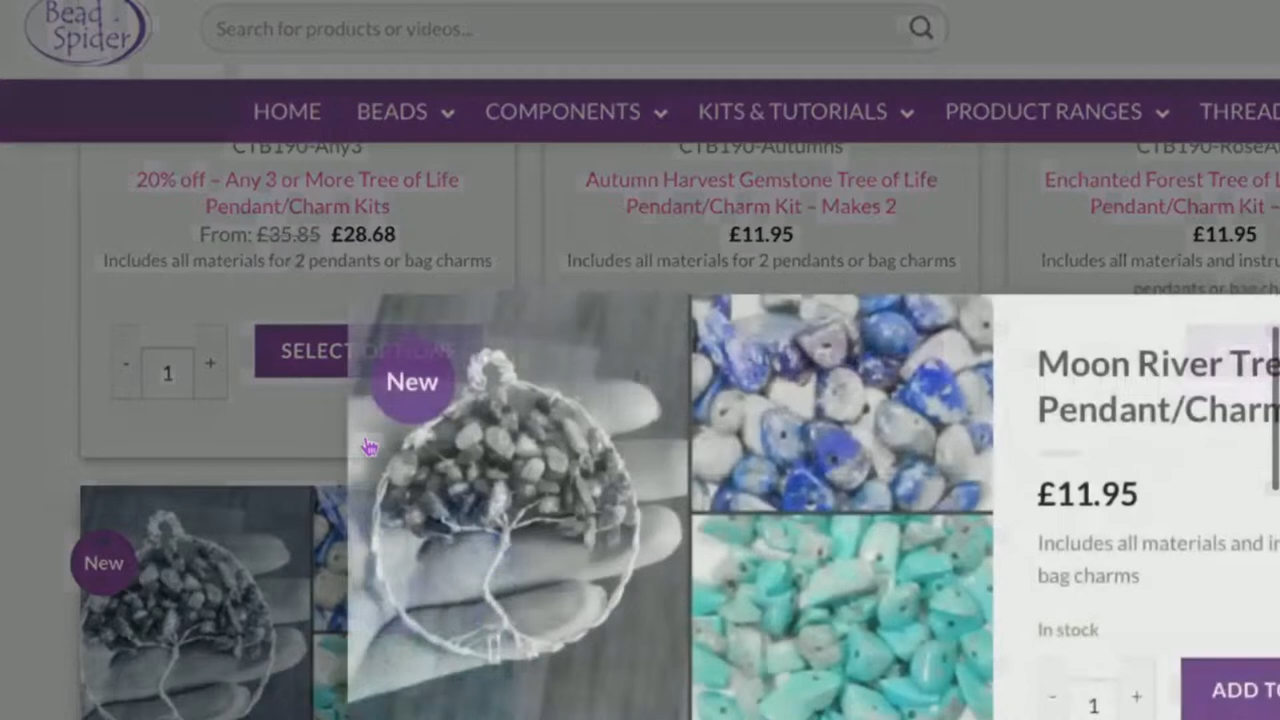 Bead
Spider
Search for products or videos...
HOME
BEADS
COMPONENTS
KITS & TUTORIALS
PRODUCT RANGES
THREAD
CTB190-Any3
CTB190-Autumns
20% off – Any 3 or More Tree of Life
Pendant/Charm Kits
From: £35.85 £28.68
Includes all materials for 2 pendants or bag charms
Autumn Harvest Gemstone Tree of Life
Pendant/Charm Kit – Makes 2
£11.95
Includes all materials for 2 pendants or bag charms
Enchanted Forest Tree of L
Pendant/Charm Kit –
£11.95
Includes all materials and instru
pendants or bag ch
- 1 +
SELECT OPTIONS
New
New
Moon River Tre
Pendant/Charm
£11.95
Includes all materials and in
bag charms
In stock
- 1 +
ADD TO